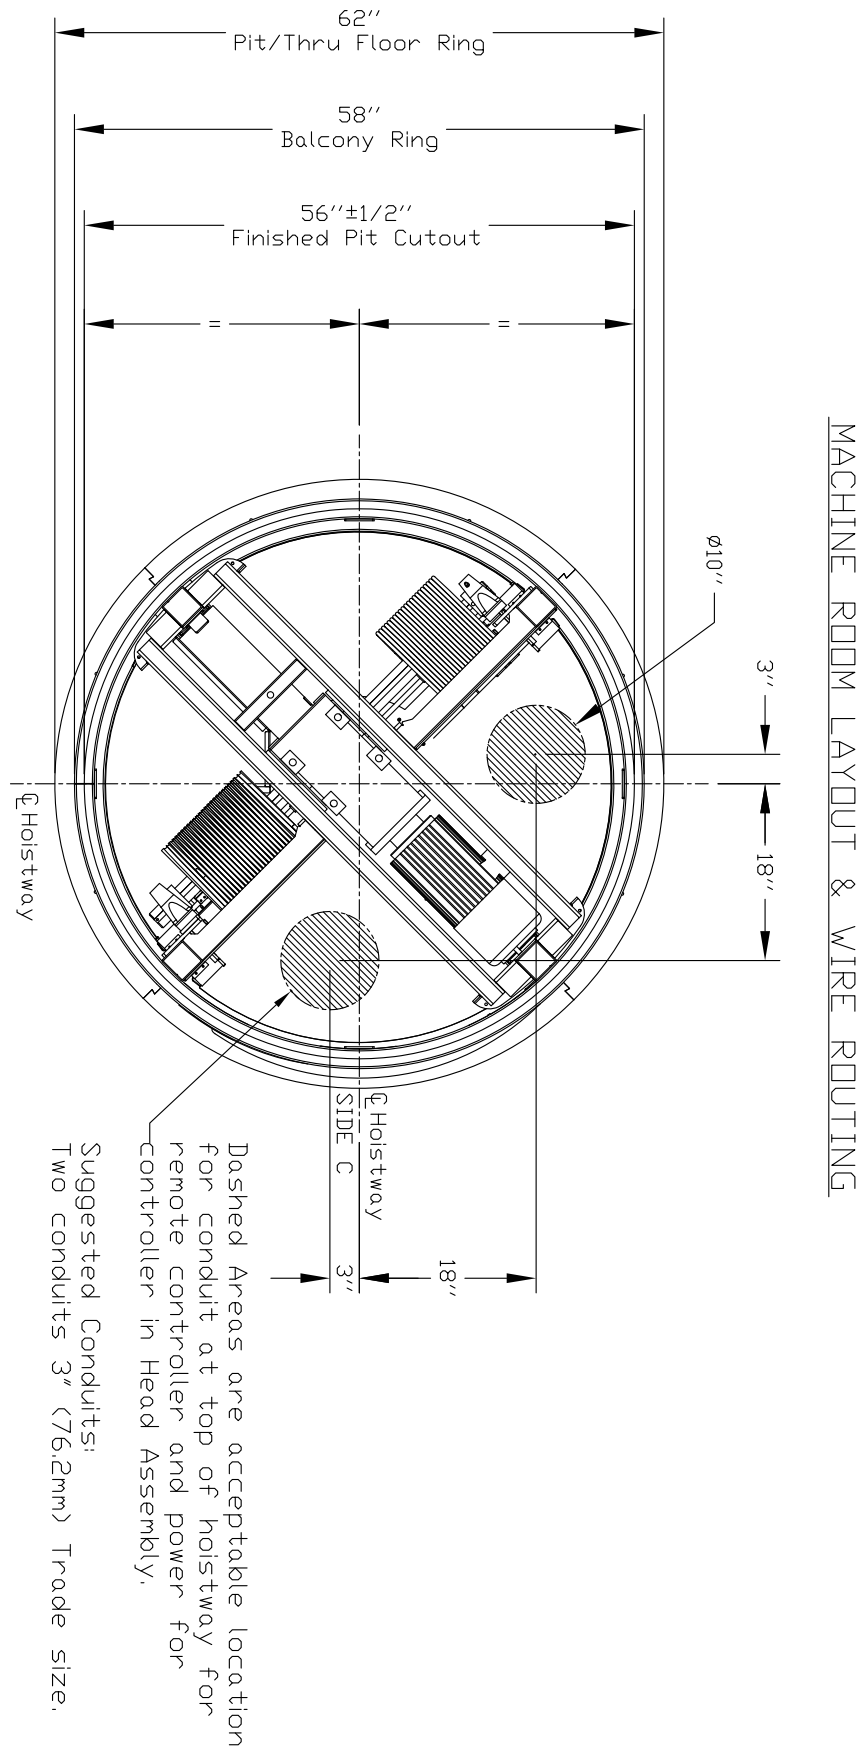 MACHINE ROOM LAYOUT & WIRE ROUTING
62''
Pit/Thru Floor Ring
58''
Balcony Ring
56''±1/2''
Finished Pit Cutout
=
=
Ø10''
3''
18''
℄ Hoistway
℄ Hoistway
SIDE C
3''
18''
Dashed Areas are acceptable location
for conduit at top of hoistway for
remote controller and power for
controller in Head Assembly.
Suggested Conduits:
Two conduits 3" (76.2mm) Trade size.